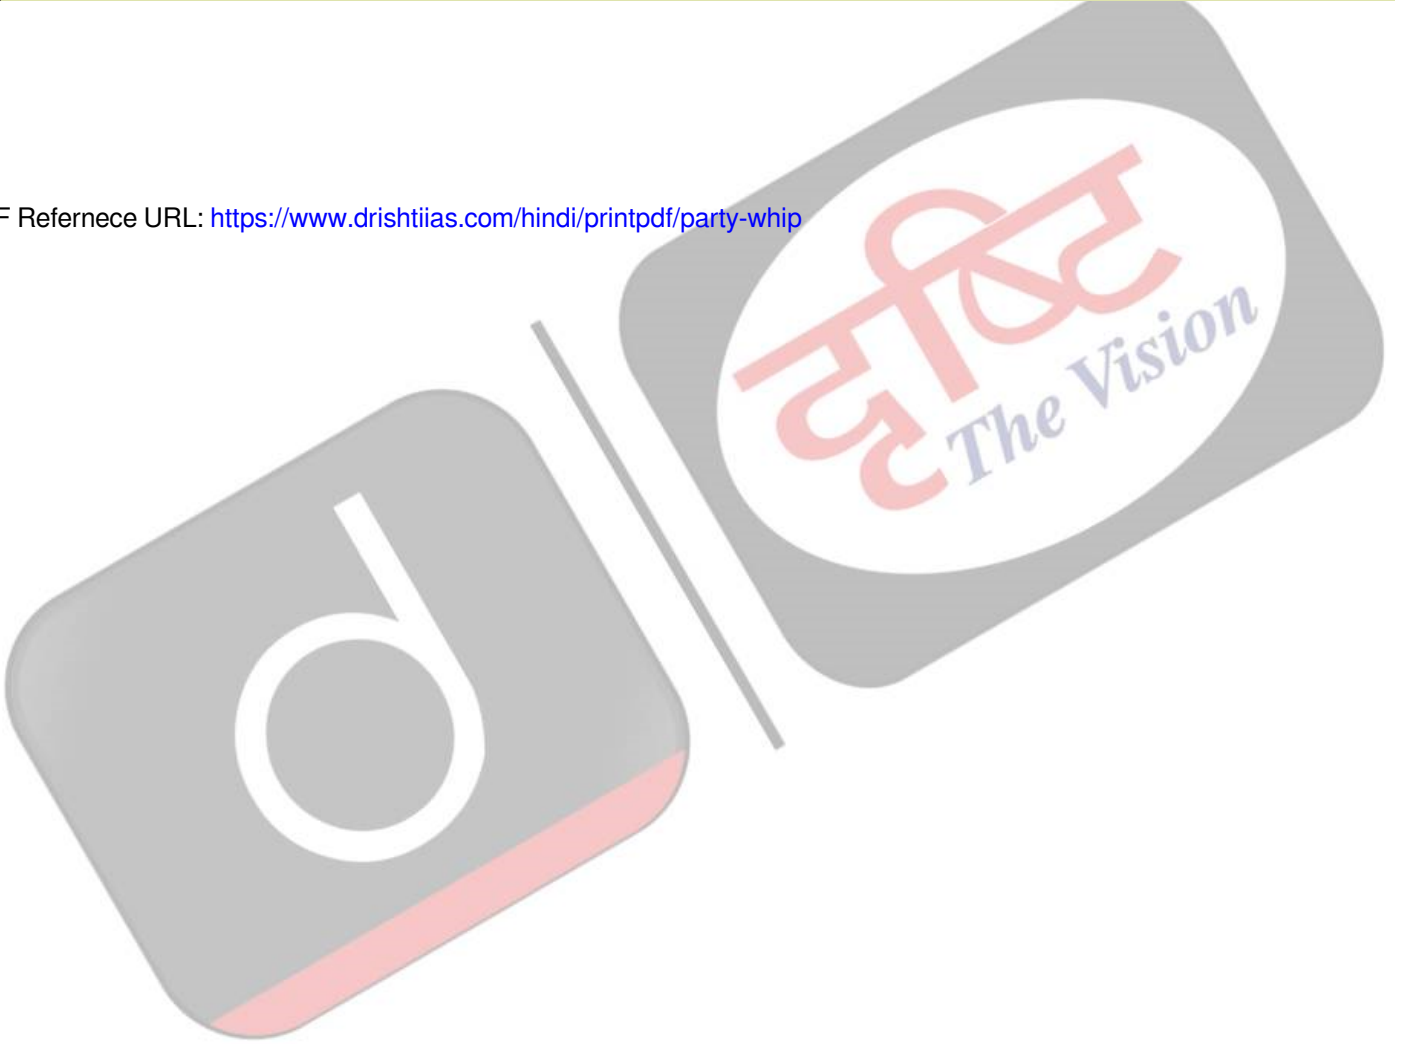 F Refernece URL: https://www.drishtiias.com/hindi/printpdf/party-whip
दृष्टि
The Vision
d